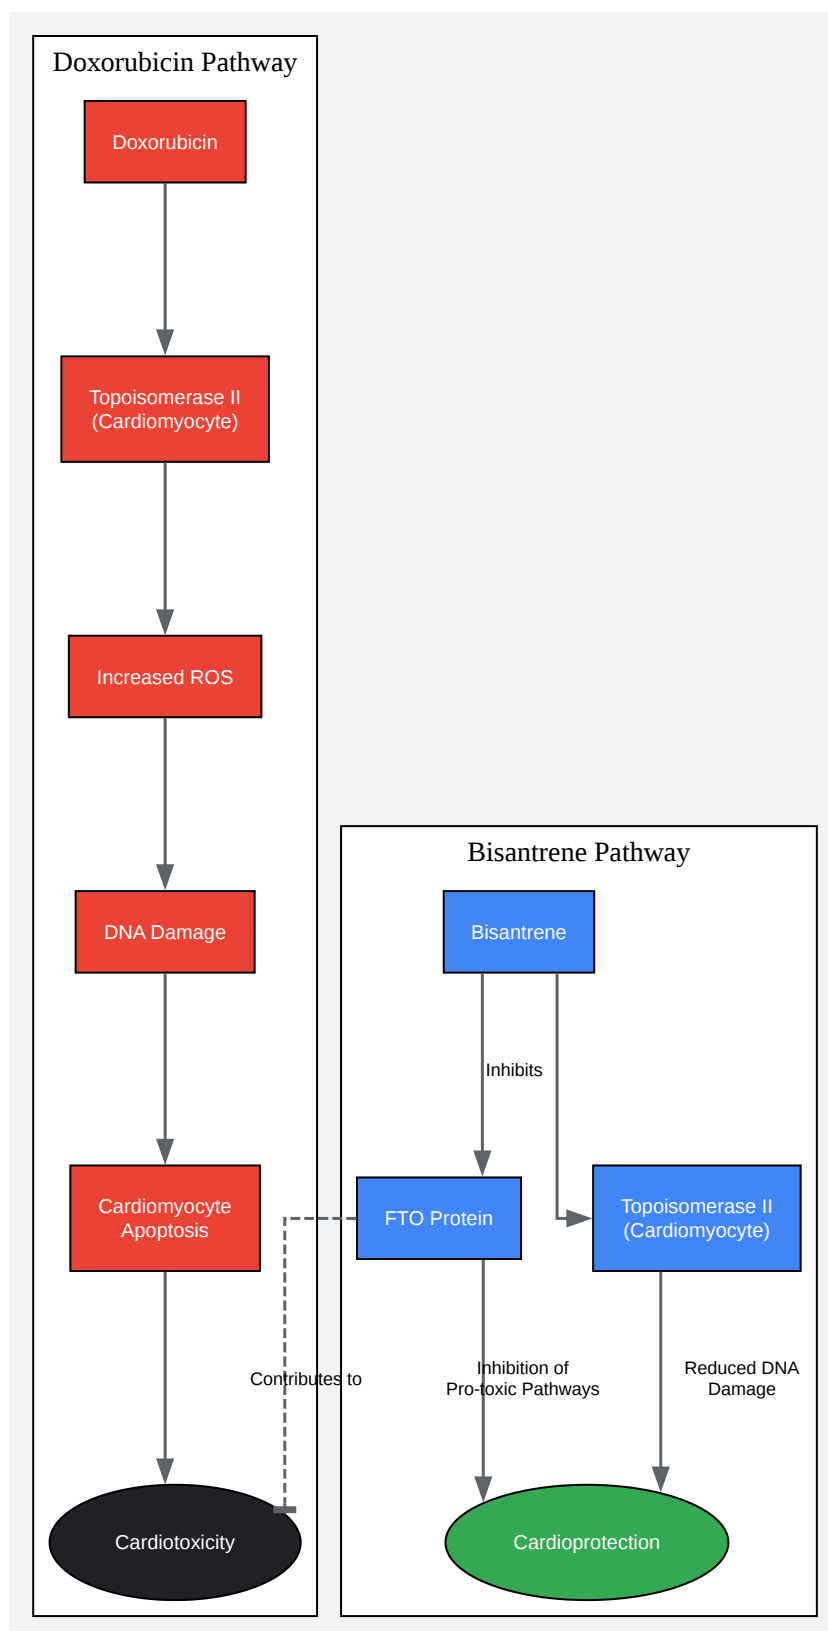 Doxorubicin Pathway
Doxorubicin
Topoisomerase II
(Cardiomyocyte)
Increased ROS
DNA Damage
Cardiomyocyte
Apoptosis
Contributes to
Cardiotoxicity
Bisantrene Pathway
Bisantrene
Inhibits
FTO Protein
Topoisomerase II
(Cardiomyocyte)
Inhibition of
Pro-toxic Pathways
Reduced DNA
Damage
Cardioprotection